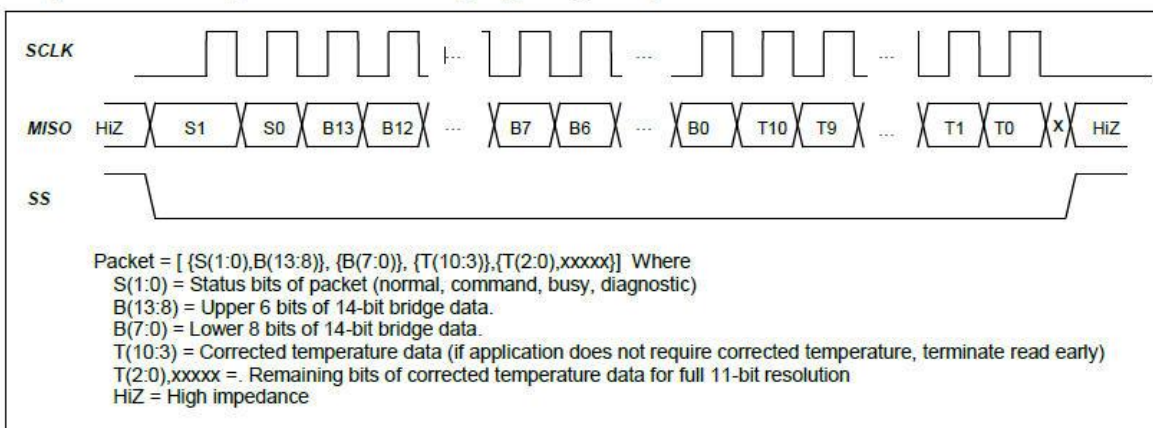 SCLK ... ... ...
MISO HiZ S1 S0 B13 B12 ... B7 B6 ... B0 T10 T9 ... T1 T0 X HiZ
SS
Packet = [ {S(1:0),B(13:8)}, {B(7:0)}, {T(10:3)},{T(2:0),xxxxx}] Where
S(1:0) = Status bits of packet (normal, command, busy, diagnostic)
B(13:8) = Upper 6 bits of 14-bit bridge data.
B(7:0) = Lower 8 bits of 14-bit bridge data.
T(10:3) = Corrected temperature data (if application does not require corrected temperature, terminate read early)
T(2:0),xxxxx =. Remaining bits of corrected temperature data for full 11-bit resolution
HiZ = High impedance